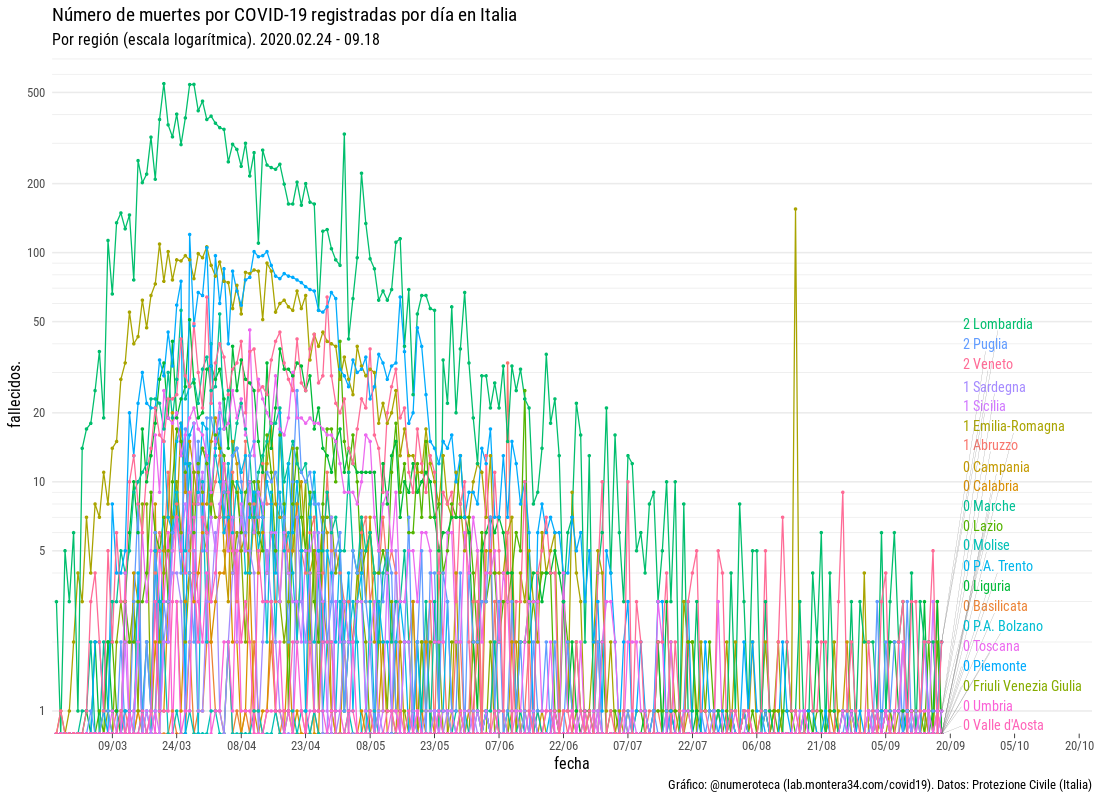 Número de muertes por COVID-19 registradas por día en Italia
Por región (escala logarítmica). 2020.02.24 - 09.18
fallecidos.
500
200
100
50
20
10
5
1
2 Lombardia
2 Puglia
2 Veneto
1 Sardegna
1 Sicilia
1 Emilia-Romagna
1 Abruzzo
0 Campania
0 Calabria
0 Marche
0 Lazio
0 Molise
0 P.A. Trento
0 Liguria
0 Basilicata
0 P.A. Bolzano
0 Toscana
0 Piemonte
0 Friuli Venezia Giulia
0 Umbria
0 Valle d'Aosta
09/03 24/03 08/04 23/04 08/05 23/05 07/06 22/06 07/07 22/07 06/08 21/08 05/09 20/09 05/10 20/10
fecha
Gráfico: @numeroteca (lab.montera34.com/covid19). Datos: Protezione Civile (Italia)